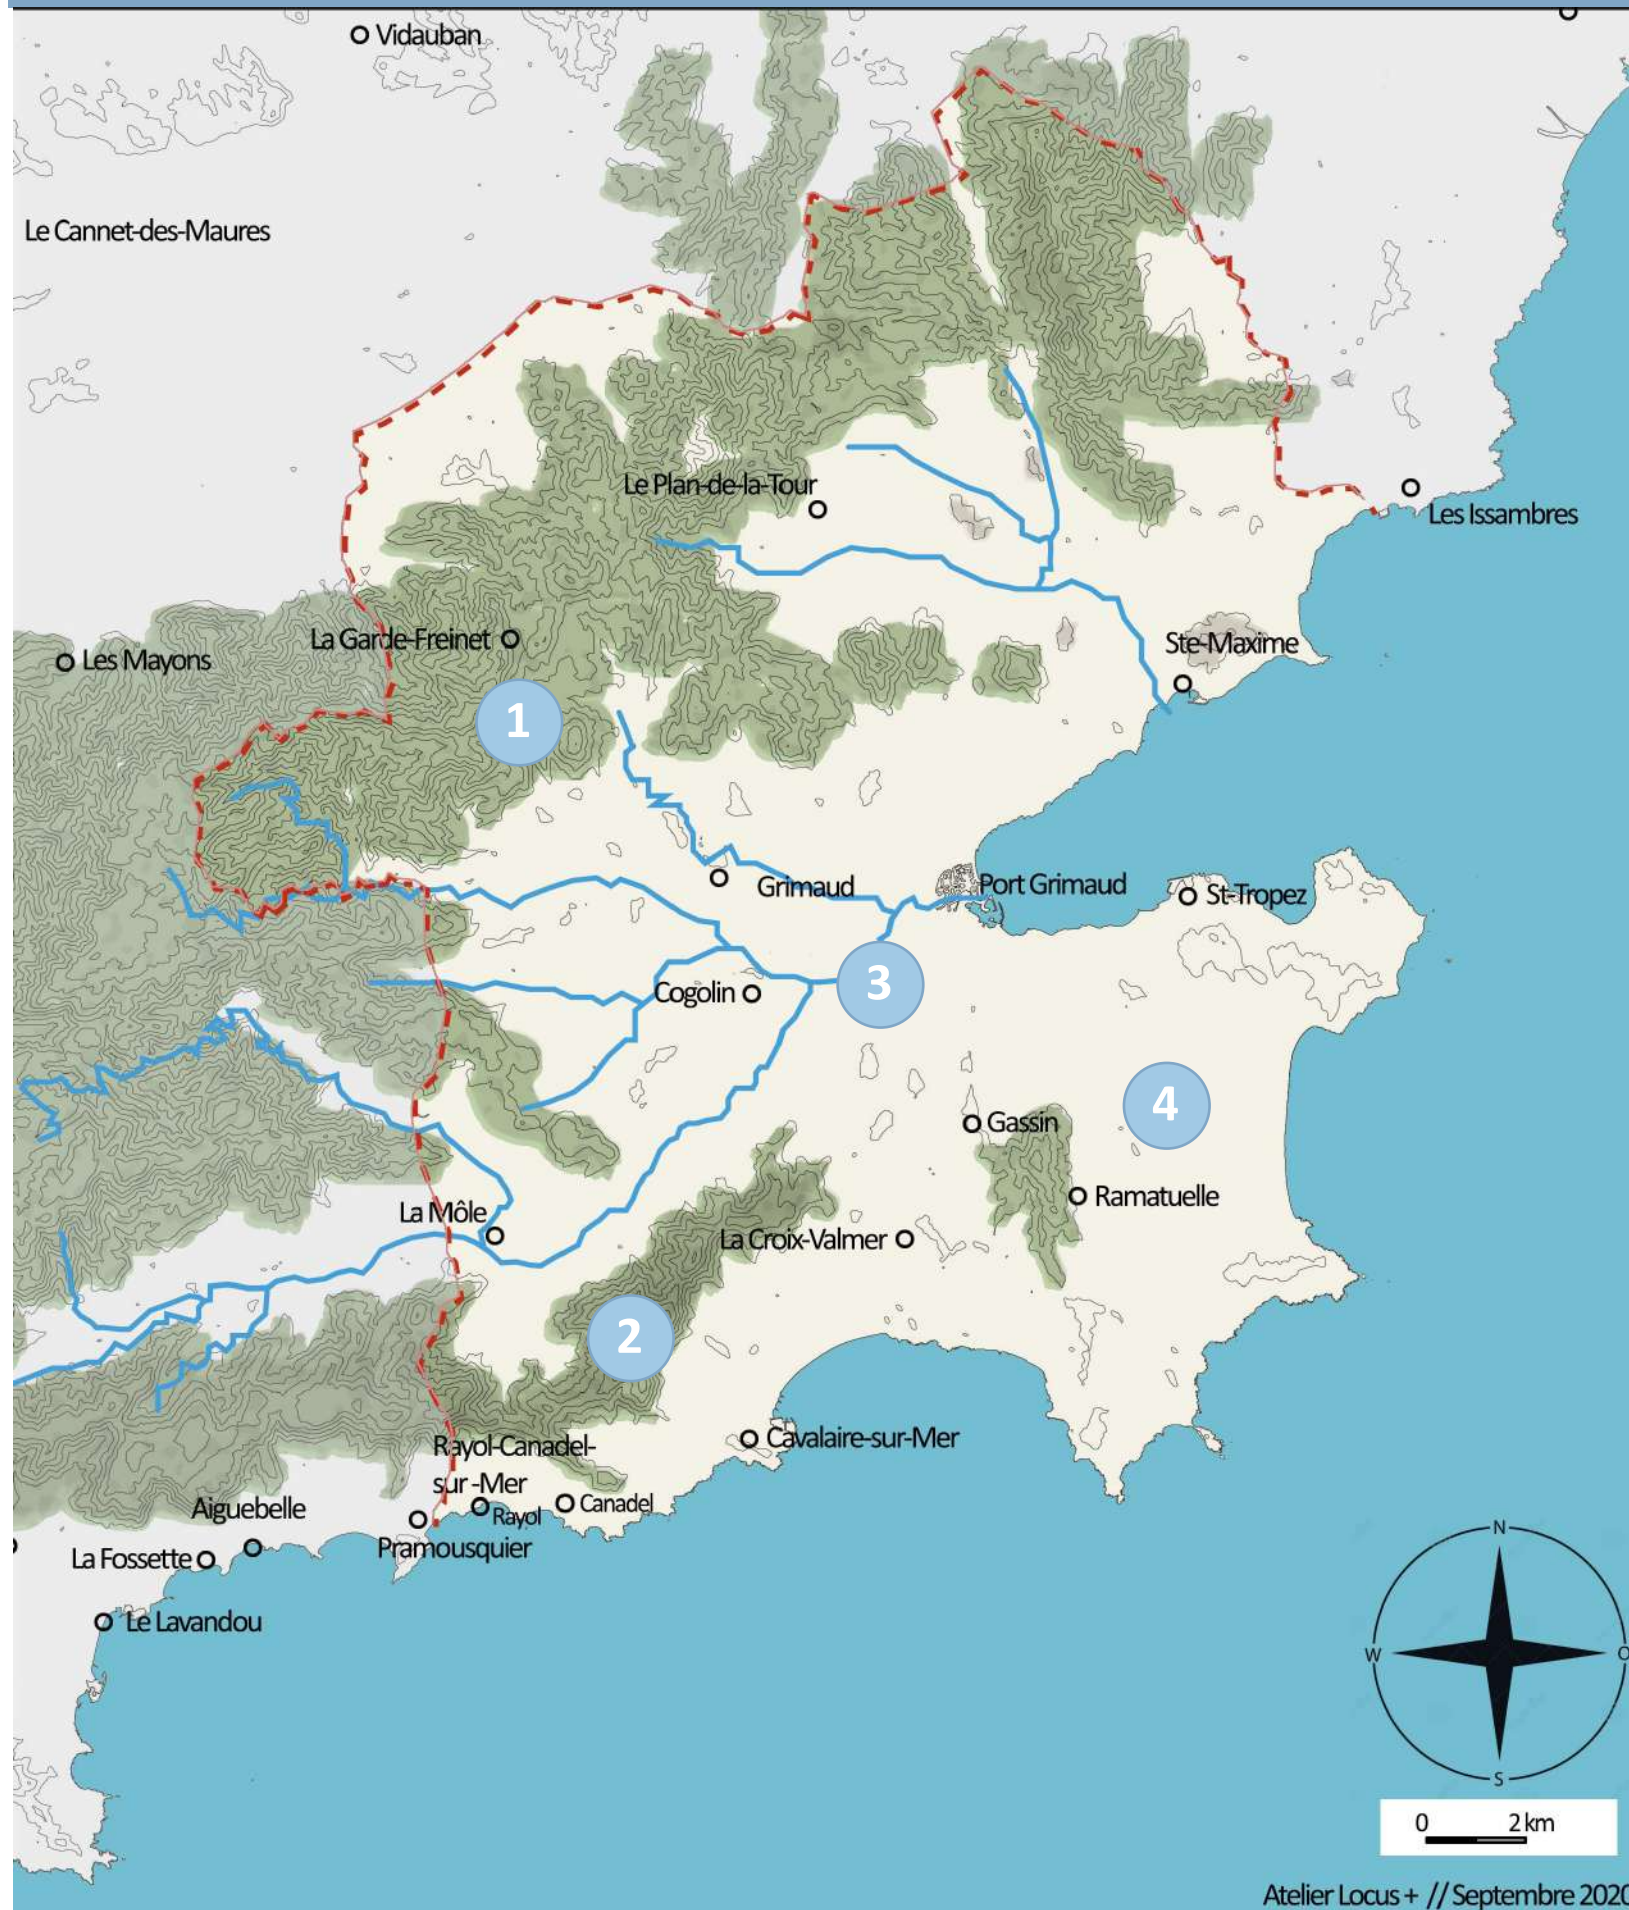 Vidauban
Le Cannet-des-Maures
Le Plan-de-la-Tour
Les Issambres
La Garde-Freinet
Ste-Maxime
Les Mayons
1
Grimaud
Port Grimaud
St-Tropez
Cogolin
3
4
Gassin
Ramatuelle
La Môle
La Croix-Valmer
2
Cavalaire-sur-Mer
Rayol-Canadel-
sur -Mer
Rayol
Canadel
Aiguebelle
Pramousquier
La Fossette
Le Lavandou
N
W
O
S
0 2 km
Atelier Locus + // Septembre 2020